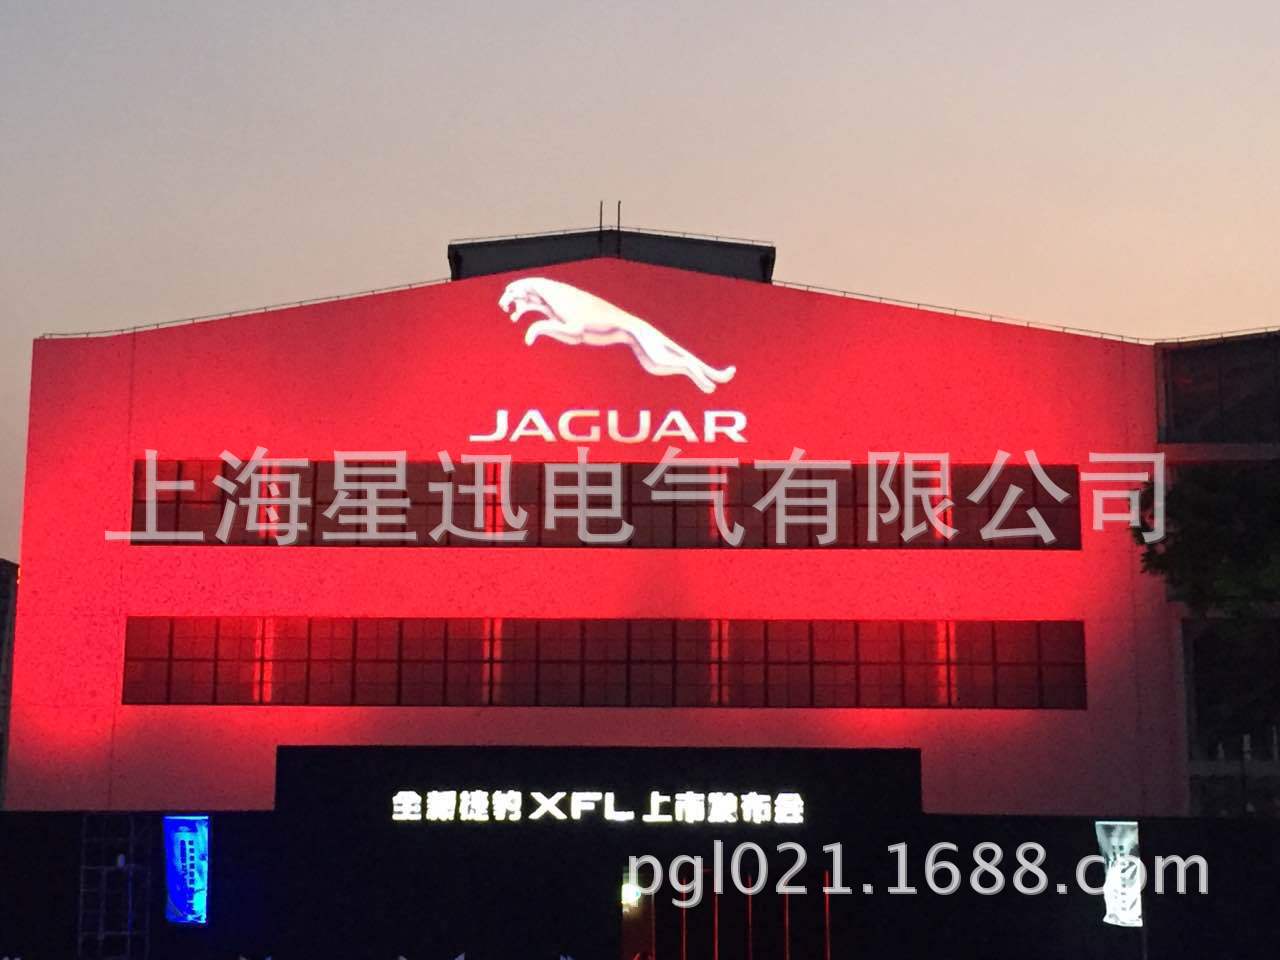 JAGUAR
上海星迅电气有限公司
全新捷豹XFL上市发布会
pgl021.1688.com